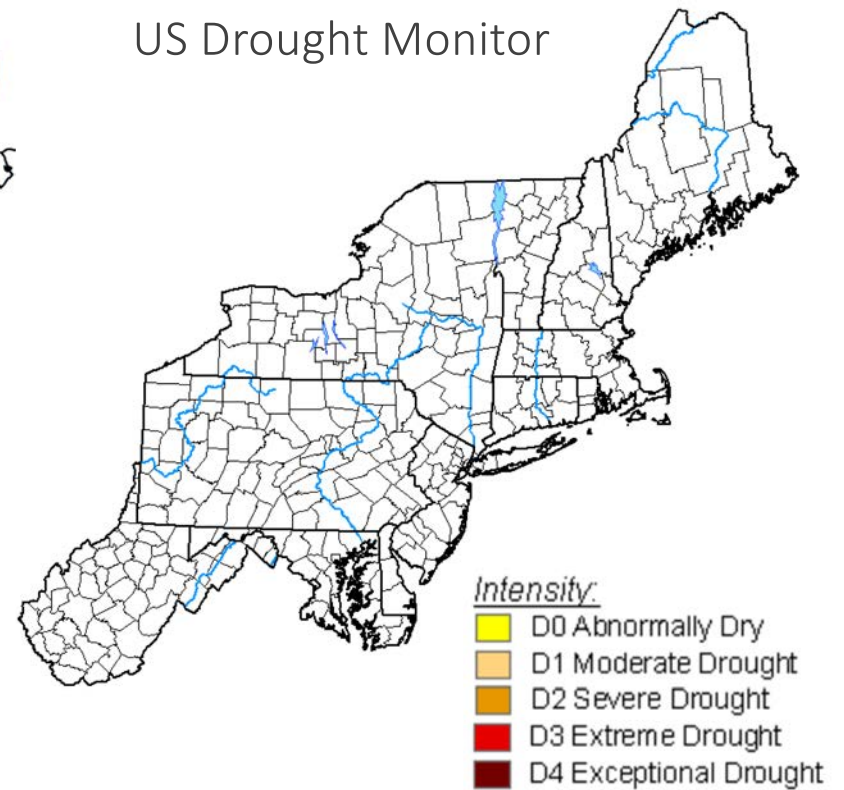 US Drought Monitor
Intensity:
D0 Abnormally Dry
D1 Moderate Drought
D2 Severe Drought
D3 Extreme Drought
D4 Exceptional Drought